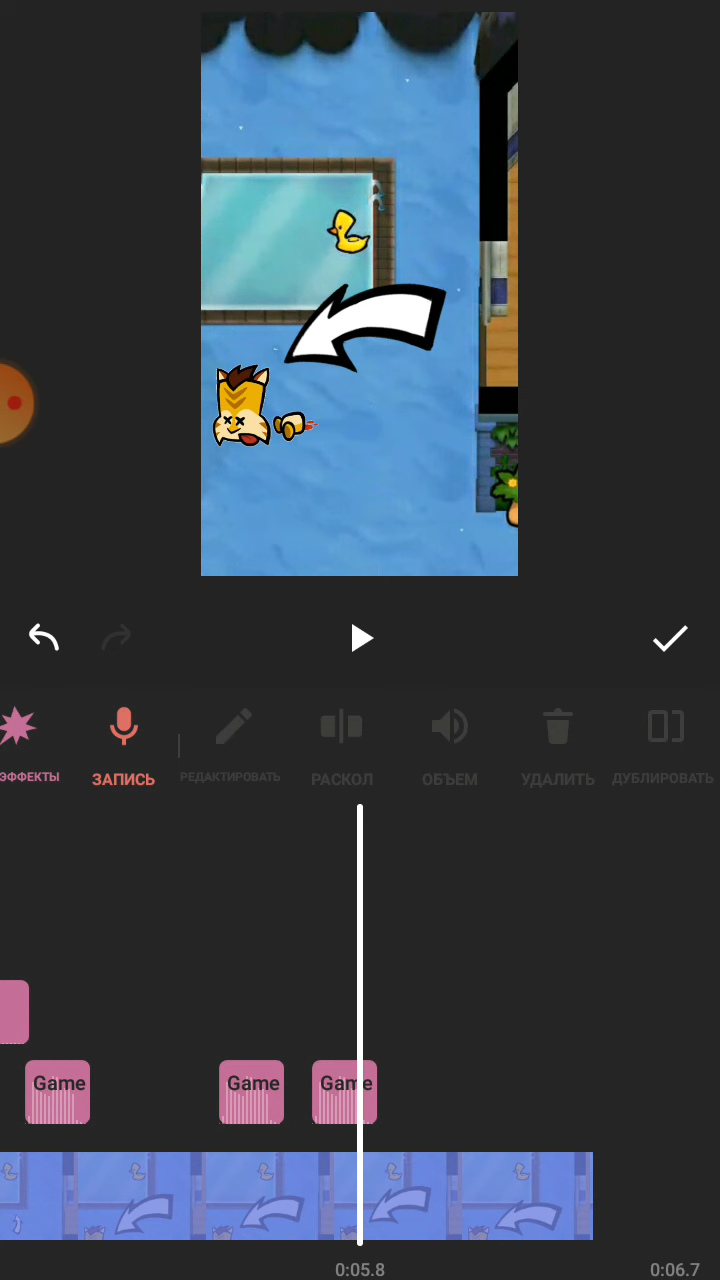 ЭФФЕКТЫ ЗАПИСЬ РЕДАКТИРОВАТЬ РАСКОЛ ОБЪЕМ УДАЛИТЬ ДУБЛИРОВАТЬ
Game Game Game
0:05.8 0:06.7